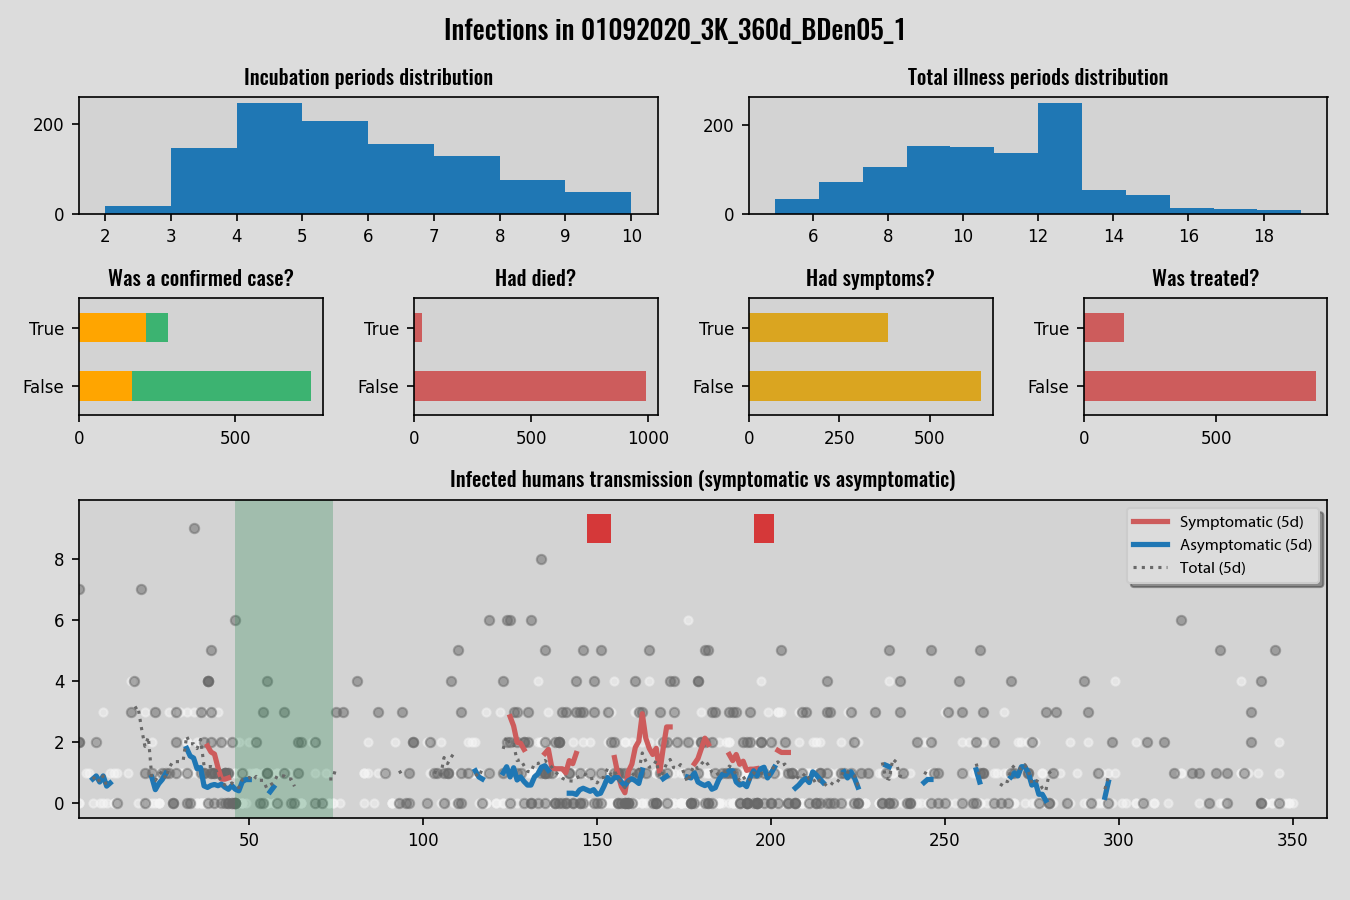 Infections in 01092020_3K_360d_BDen05_1
Incubation periods distribution
Total illness periods distribution
200
0
2 3 4 5 6 7 8 9 10
200
0
6 8 10 12 14 16 18
Was a confirmed case?
Had died?
Had symptoms?
Was treated?
True
False
0 500
True
False
0 500 1000
True
False
0 250 500
True
False
0 500
Infected humans transmission (symptomatic vs asymptomatic)
Symptomatic (5d)
Asymptomatic (5d)
Total (5d)
8
6
4
2
0
50 100 150 200 250 300 350